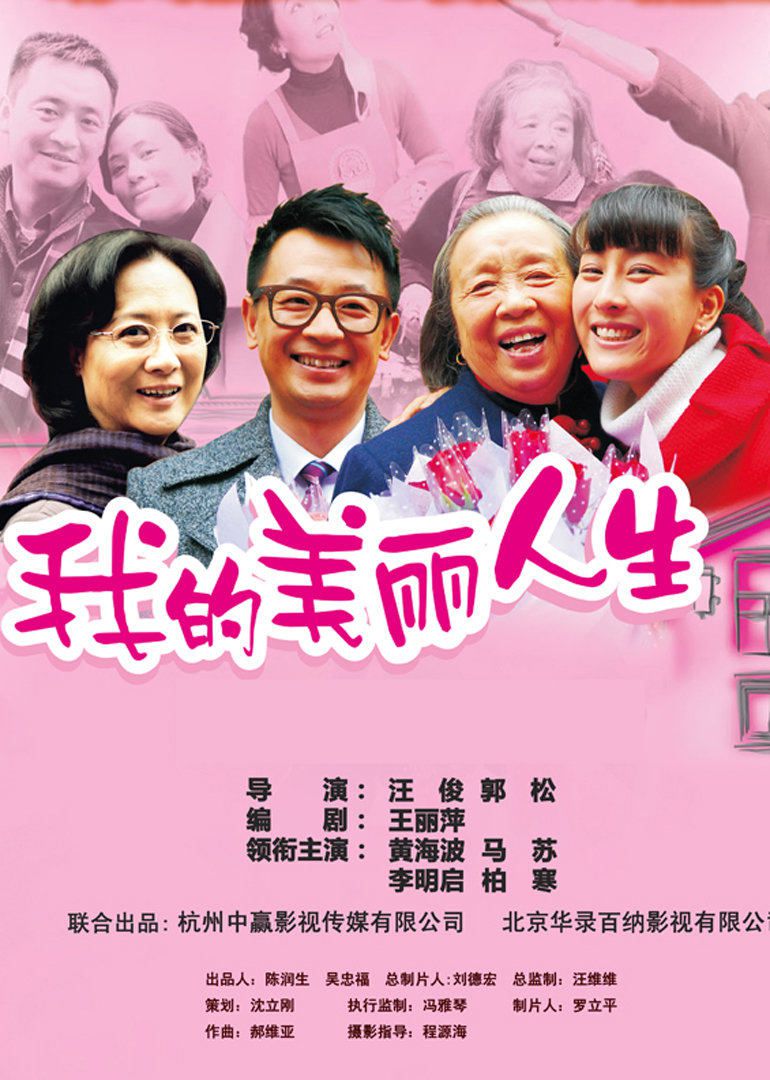 我的美丽人生
导 演：汪 俊 郭 松
编 剧：王丽萍
领衔主演：黄海波 马 苏
李明启 柏 寒
联合出品：杭州中赢影视传媒有限公司 北京华录百纳影视有限公司
出品人：陈润生 吴忠福 总制片人：刘德宏 总监制：汪维维
策划：沈立刚 执行监制：冯雅琴 制片人：罗立平
作曲：郝维亚 摄影指导：程源海